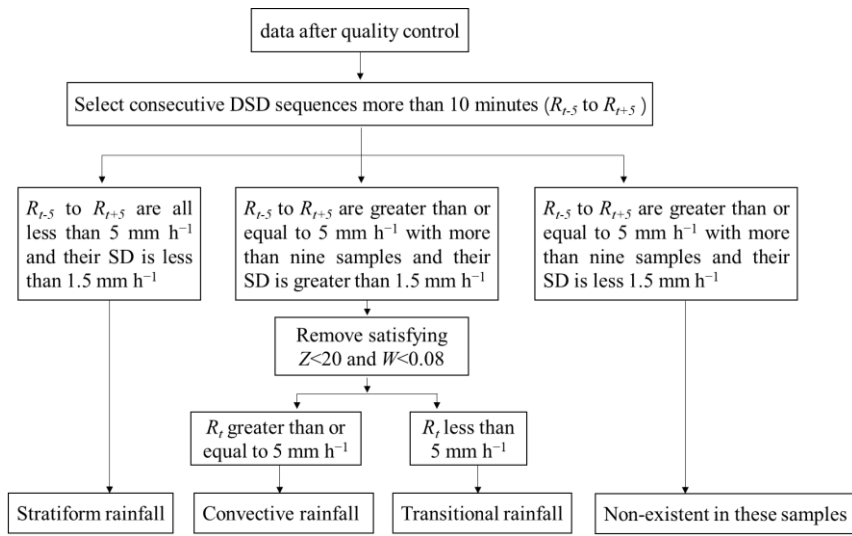 data after quality control
Select consecutive DSD sequences more than 10 minutes (Rt-5 to Rt+5 )
Rt-5 to Rt+5 are all
less than 5 mm h−1
and their SD is less
than 1.5 mm h−1
Rt-5 to Rt+5 are greater than or
equal to 5 mm h−1 with more
than nine samples and their
SD is greater than 1.5 mm h−1
Rt-5 to Rt+5 are greater than or
equal to 5 mm h−1 with more
than nine samples and their
SD is less 1.5 mm h−1
Remove satisfying
Z<20 and W<0.08
Rt greater than or
equal to 5 mm h−1
Rt less than
5 mm h−1
Stratiform rainfall
Convective rainfall
Transitional rainfall
Non-existent in these samples